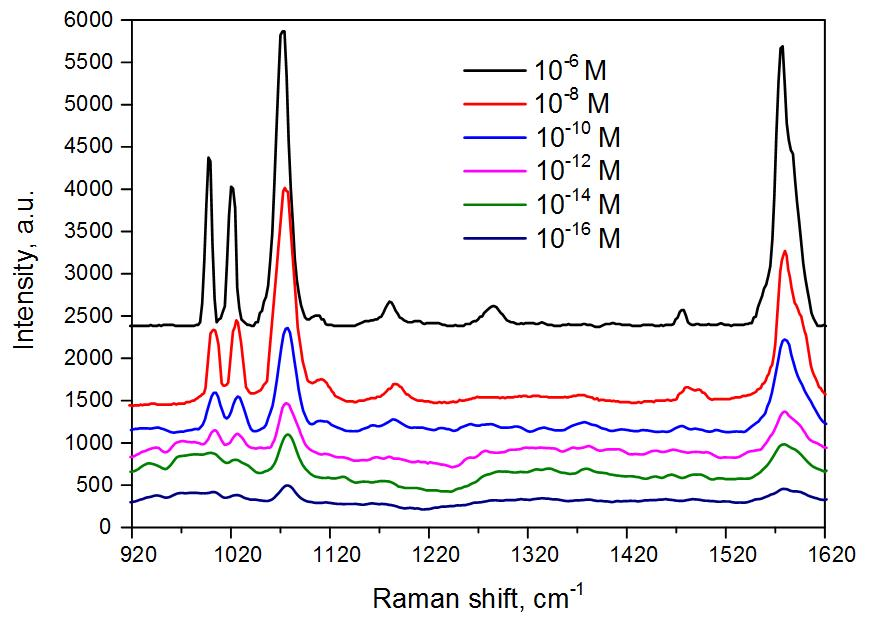 6000
5500
5000
4500
4000
3500
3000
2500
2000
1500
1000
500
0
Intensity, a.u.
10⁻⁶ M
10⁻⁸ M
10⁻¹⁰ M
10⁻¹² M
10⁻¹⁴ M
10⁻¹⁶ M
920 1020 1120 1220 1320 1420 1520 1620
Raman shift, cm⁻¹